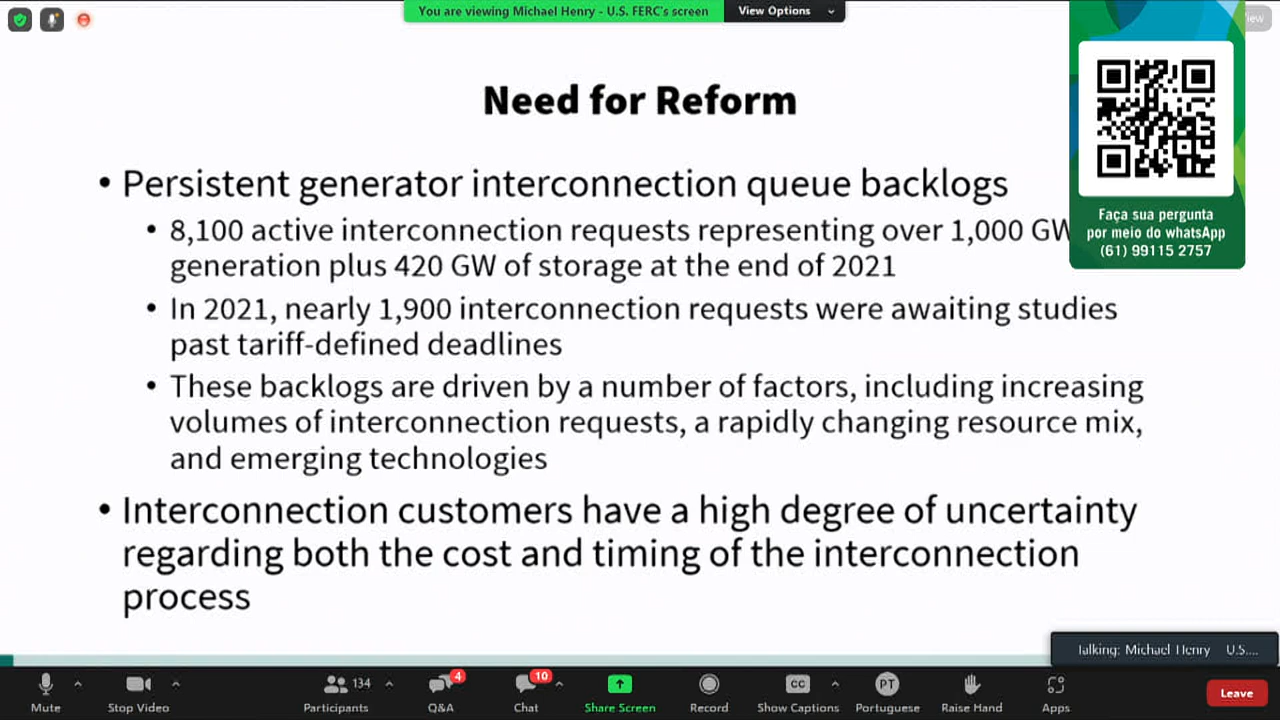 You are viewing Michael Henry - U.S. FERC's screen
View Options
Need for Reform
• Persistent generator interconnection queue backlogs
• 8,100 active interconnection requests representing over 1,000 GW
generation plus 420 GW of storage at the end of 2021
• In 2021, nearly 1,900 interconnection requests were awaiting studies
past tariff-defined deadlines
• These backlogs are driven by a number of factors, including increasing
volumes of interconnection requests, a rapidly changing resource mix,
and emerging technologies
• Interconnection customers have a high degree of uncertainty
regarding both the cost and timing of the interconnection
process
Faça sua pergunta
por meio do whatsApp
(61) 99115 2757
Talking: Michael Henry U.S....
Mute
Stop Video
134
Participants
4
Q&A
10
Chat
Share Screen
Record
CC
Show Captions
PT
Portuguese
Raise Hand
Apps
Leave